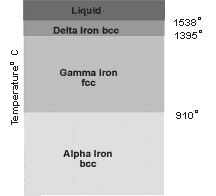 Liquid
1538°
Delta Iron bcc
1395°
Gamma Iron
fcc
Temperature° C
910°
Alpha Iron
bcc